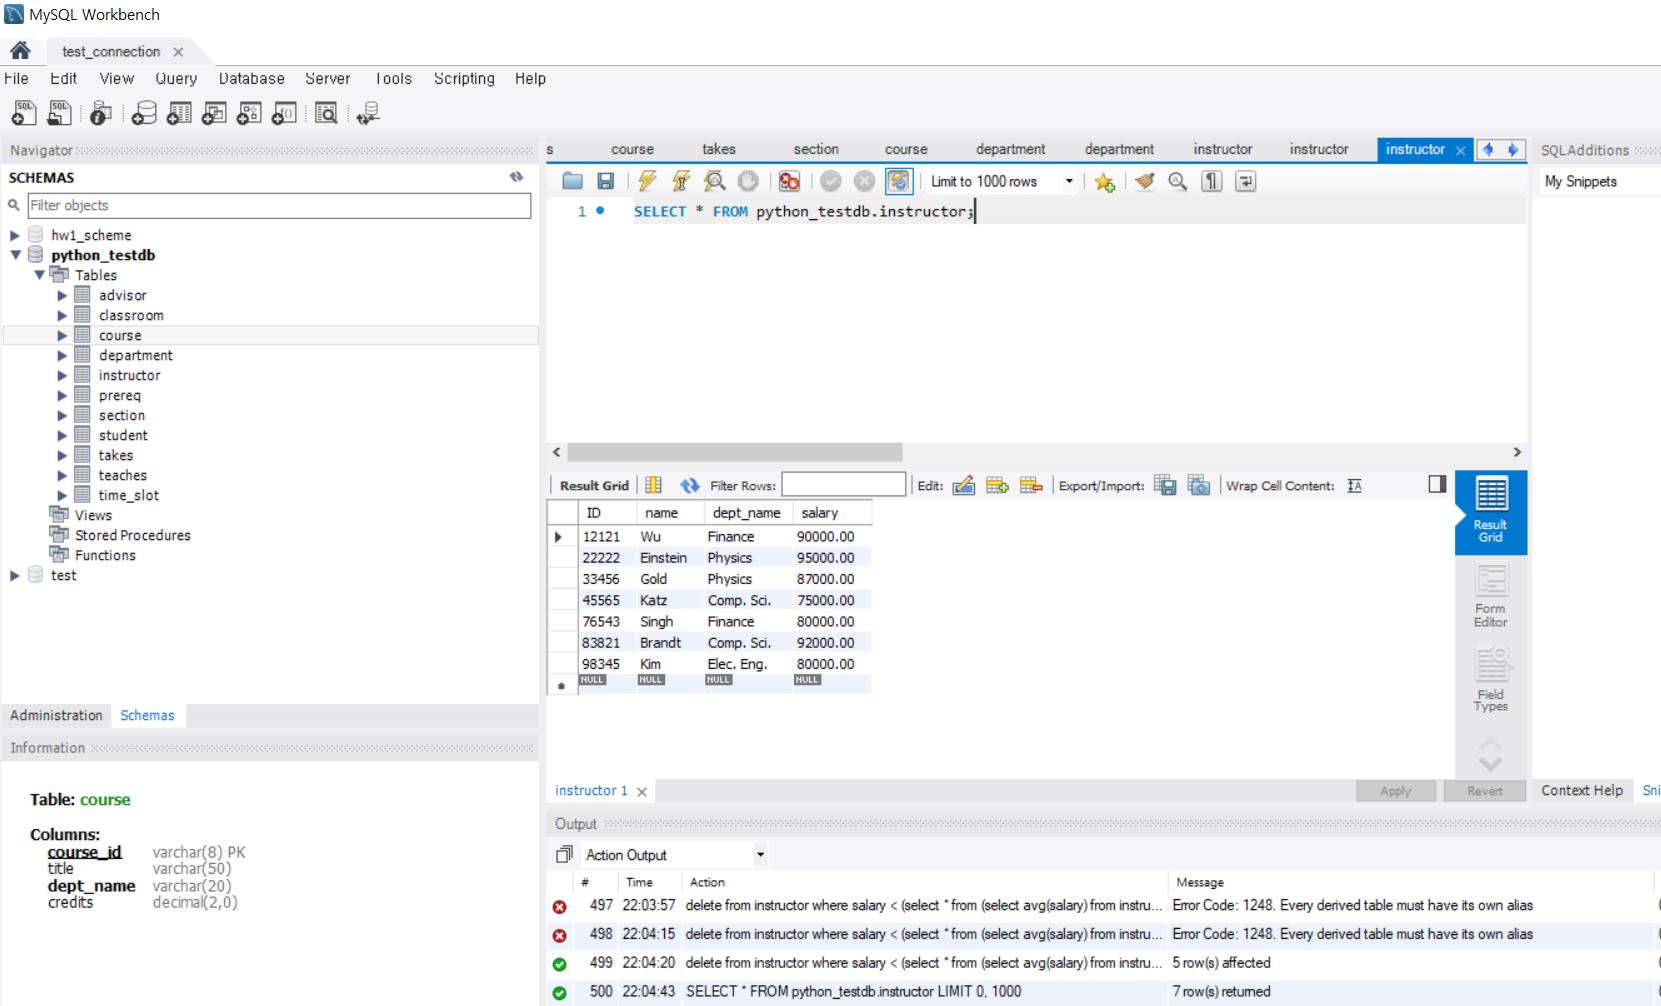 MySQL Workbench
test_connection
File Edit View Query Database Server Tools Scripting Help
Navigator
SCHEMAS
Filter objects
hw1_scheme
python_testdb
Tables
advisor
classroom
course
department
instructor
prereq
section
student
takes
teaches
time_slot
Views
Stored Procedures
Functions
test
Administration Schemas
Information
Table: course
Columns:
course_id varchar(8) PK
title varchar(50)
dept_name varchar(20)
credits decimal(2,0)
s course takes section course department department instructor instructor instructor
Limit to 1000 rows
1 SELECT * FROM python_testdb.instructor;
Result Grid Filter Rows: Edit: Export/Import: Wrap Cell Content:
ID name dept_name salary
12121 Wu Finance 90000.00
22222 Einstein Physics 95000.00
33456 Gold Physics 87000.00
45565 Katz Comp. Sci. 75000.00
76543 Singh Finance 80000.00
83821 Brandt Comp. Sci. 92000.00
98345 Kim Elec. Eng. 80000.00
NULL NULL NULL NULL
Result
Grid
Form
Editor
Field
Types
instructor 1 Apply Revert
Output
Action Output
# Time Action Message
497 22:03:57 delete from instructor where salary < (select * from (select avg(salary) from instru... Error Code: 1248. Every derived table must have its own alias
498 22:04:15 delete from instructor where salary < (select * from (select avg(salary) from instru... Error Code: 1248. Every derived table must have its own alias
499 22:04:20 delete from instructor where salary < (select * from (select avg(salary) from instru... 5 row(s) affected
500 22:04:43 SELECT * FROM python_testdb.instructor LIMIT 0, 1000 7 row(s) returned
SQLAdditions
My Snippets
Context Help Sni